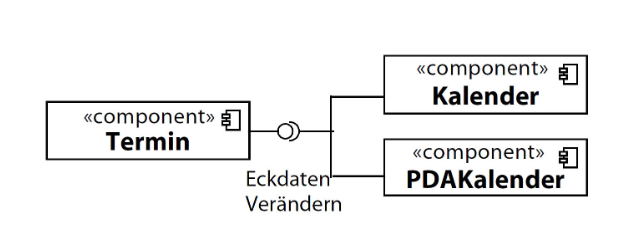 «component»
Kalender
«component»
Termin
«component»
PDAKalender
Eckdaten
Verändern